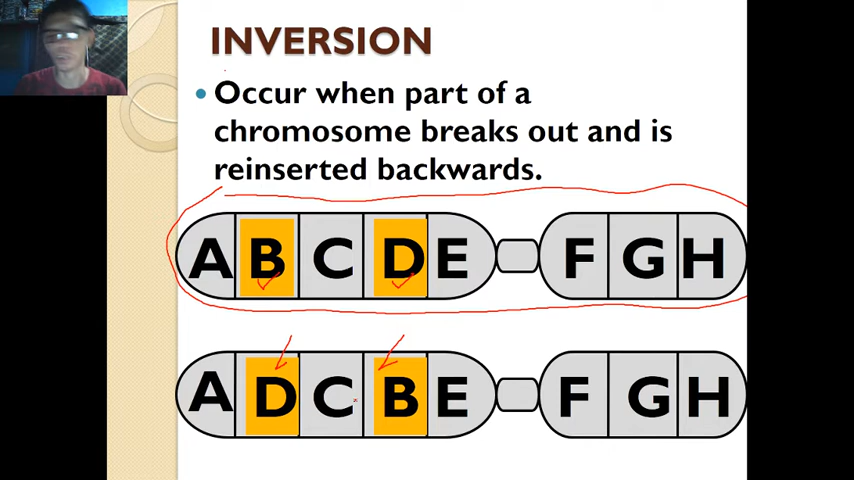 INVERSION
• Occur when part of a
chromosome breaks out and is
reinserted backwards.
A B C D E F G H
A D C B E F G H